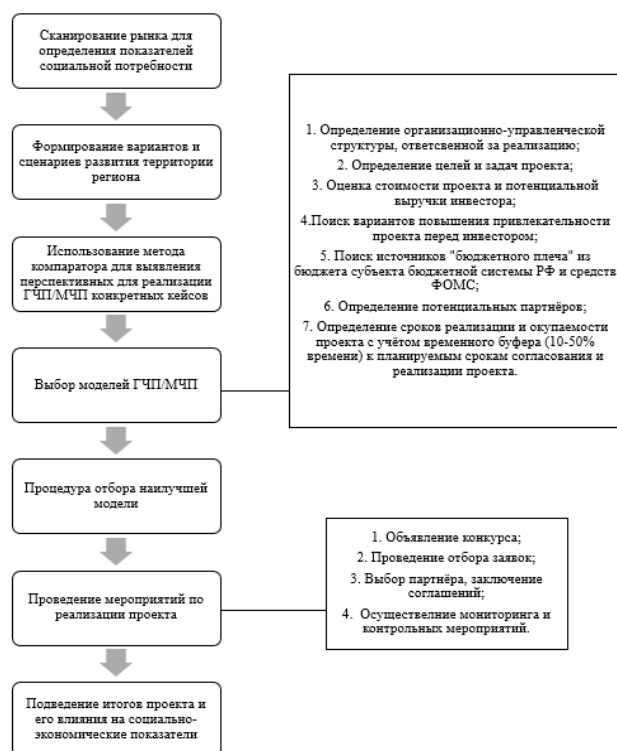 Сканирование рынка для
определения показателей
социальной потребности
Формирование вариантов и
сценариев развития территории
региона
Использование метода
компаратора для выявления
перспективных для реализации
ГЧП/МЧП конкретных кейсов
Выбор моделей ГЧП/МЧП
1. Определение организационно-управленческой
структуры, ответсвенной за реализацию;
2. Определение целей и задач проекта;
3. Оценка стоимости проекта и потенциальной
выручки инвестора;
4.Поиск вариантов повышения привлекательности
проекта перед инвестором;
5. Поиск источников "бюджетного плеча" из
бюджета субъекта бюджетной системы РФ и средств
ФОМС;
6. Определение потенциальных партнёров;
7. Определение сроков реализации и окупаемости
проекта с учётом временного буфера (10-50%
времени) к планируемым срокам согласования и
реализации проекта.
Процедура отбора наилучшей
модели
Проведение мероприятий по
реализации проекта
1. Объявление конкурса;
2. Проведение отбора заявок;
3. Выбор партнёра, заключение
соглашений;
4. Осуществелние мониторинга и
контрольных мероприятий.
Подведение итогов проекта и
его влияния на социально-
экономические показатели